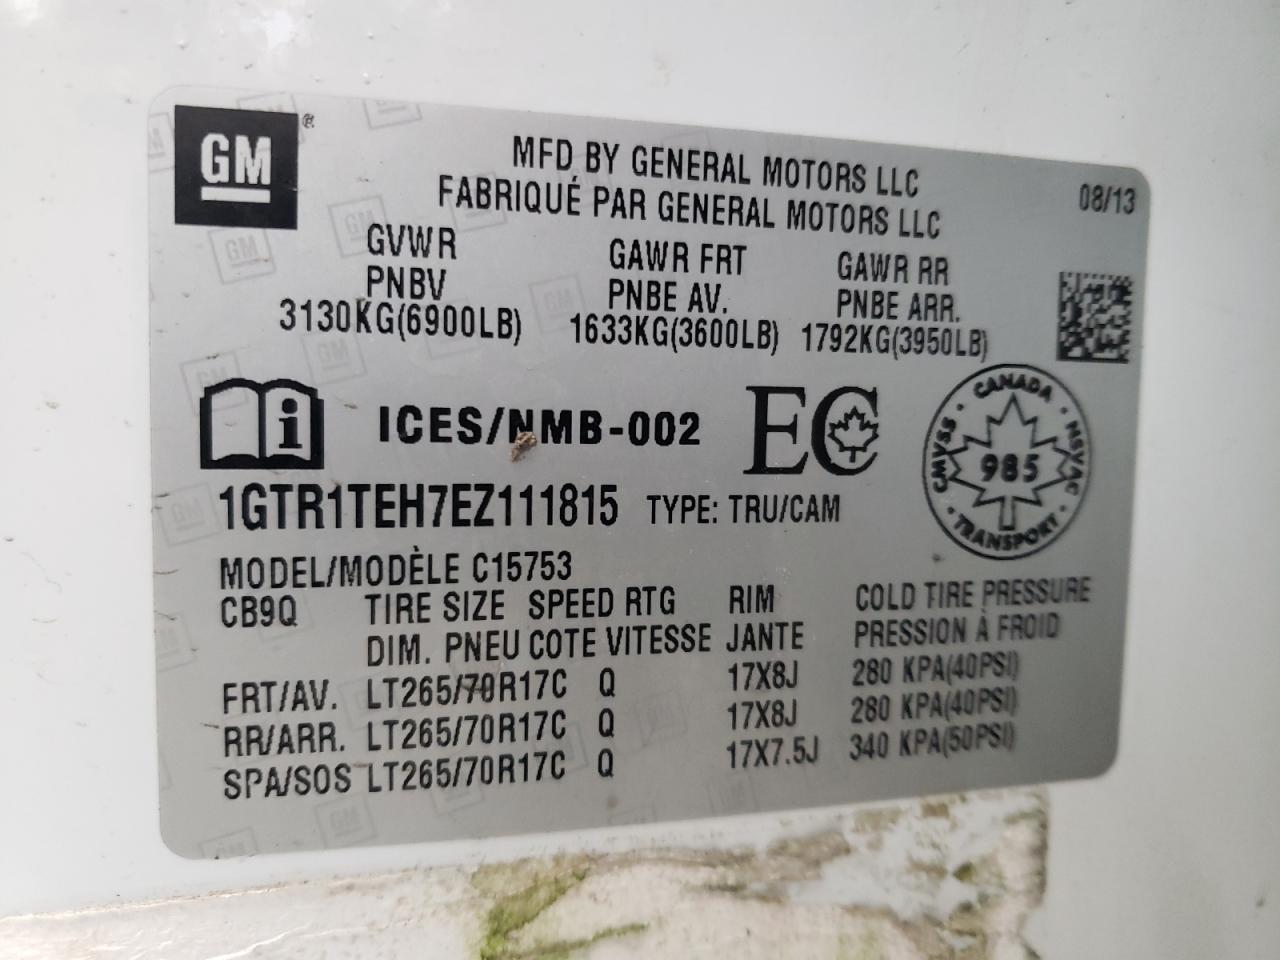 GM ®
MFD BY GENERAL MOTORS LLC
FABRIQUÉ PAR GENERAL MOTORS LLC
08/13
GVWR GAWR FRT GAWR RR
PNBV PNBE AV. PNBE ARR.
3130KG(6900LB) 1633KG(3600LB) 1792KG(3950LB)
i ICES/NMB-002 EC
CANADA
CMVSS · 985 · NSVAC
TRANSPORT
1GTR1TEH7EZ111815 TYPE: TRU/CAM
MODEL/MODÈLE C15753
CB9Q TIRE SIZE SPEED RTG RIM COLD TIRE PRESSURE
DIM. PNEU COTE VITESSE JANTE PRESSION À FROID
FRT/AV. LT265/70R17C Q 17X8J 280 KPA(40PSI)
RR/ARR. LT265/70R17C Q 17X8J 280 KPA(40PSI)
SPA/SOS LT265/70R17C Q 17X7.5J 340 KPA(50PSI)